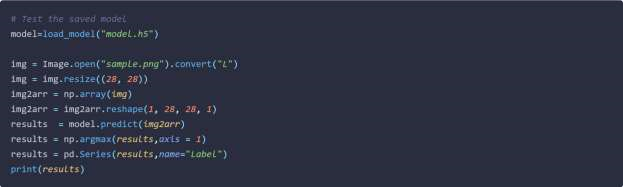 # Test the saved model
model=load_model("model.h5")
img = Image.open("sample.png").convert("L")
img = img.resize((28, 28))
img2arr = np.array(img)
img2arr = img2arr.reshape(1, 28, 28, 1)
results  = model.predict(img2arr)
results = np.argmax(results,axis = 1)
results = pd.Series(results,name="Label")
print(results)